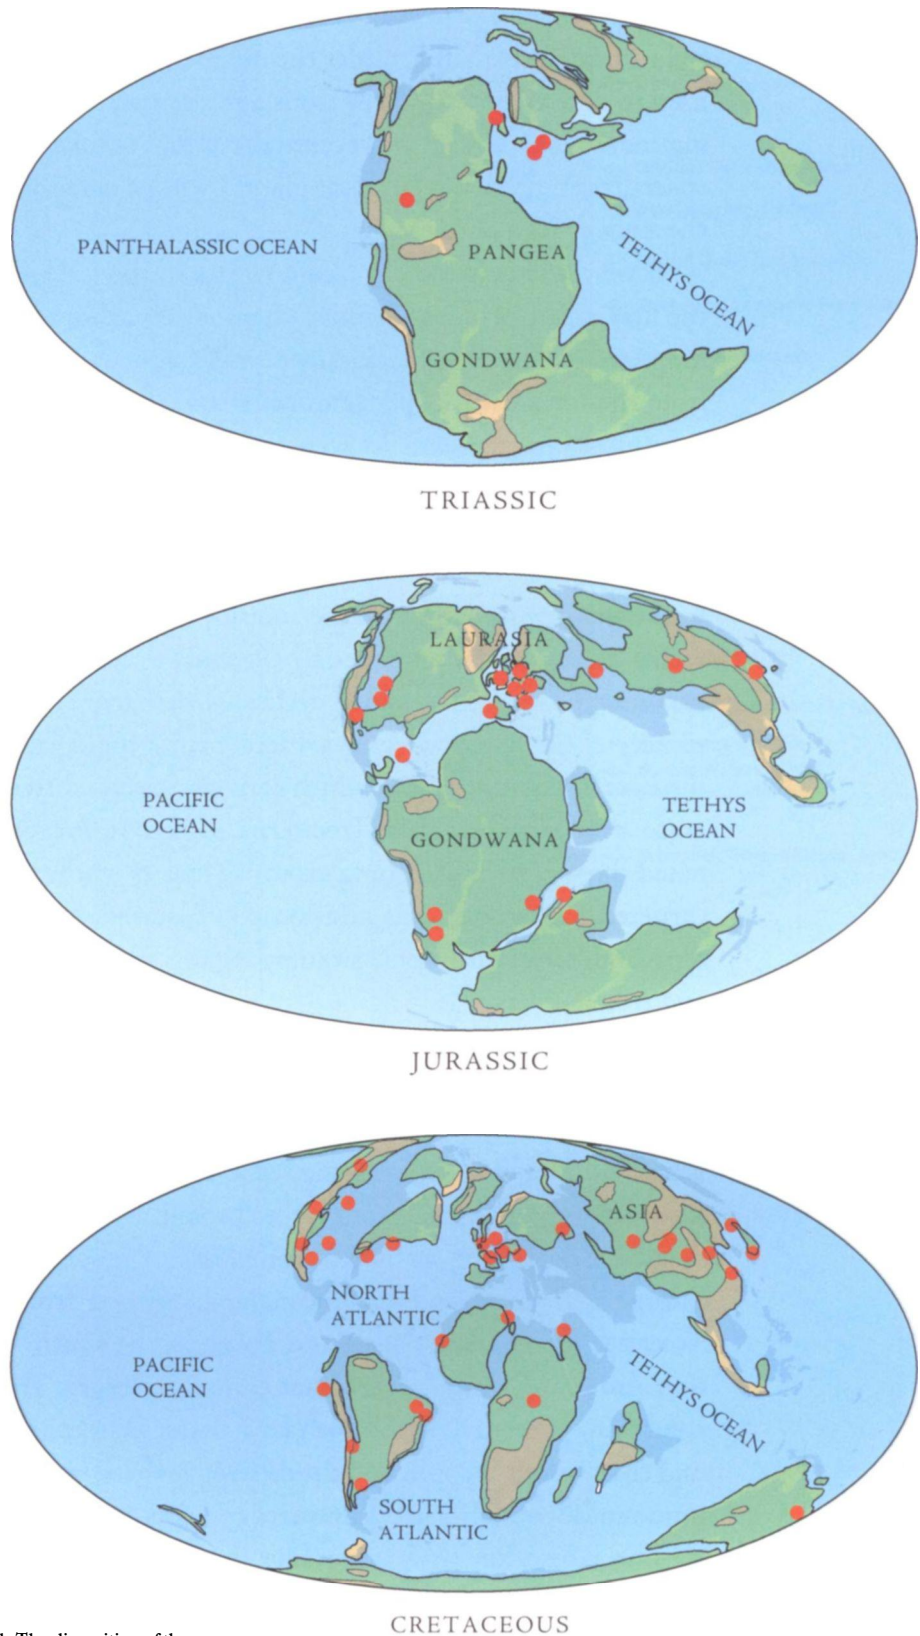 PANTHALASSIC OCEAN
PANGEA
TETHYS OCEAN
GONDWANA
TRIASSIC
LAURASIA
PACIFIC
OCEAN
TETHYS
OCEAN
GONDWANA
JURASSIC
ASIA
NORTH
ATLANTIC
PACIFIC
OCEAN
TETHYS OCEAN
SOUTH
ATLANTIC
CRETACEOUS